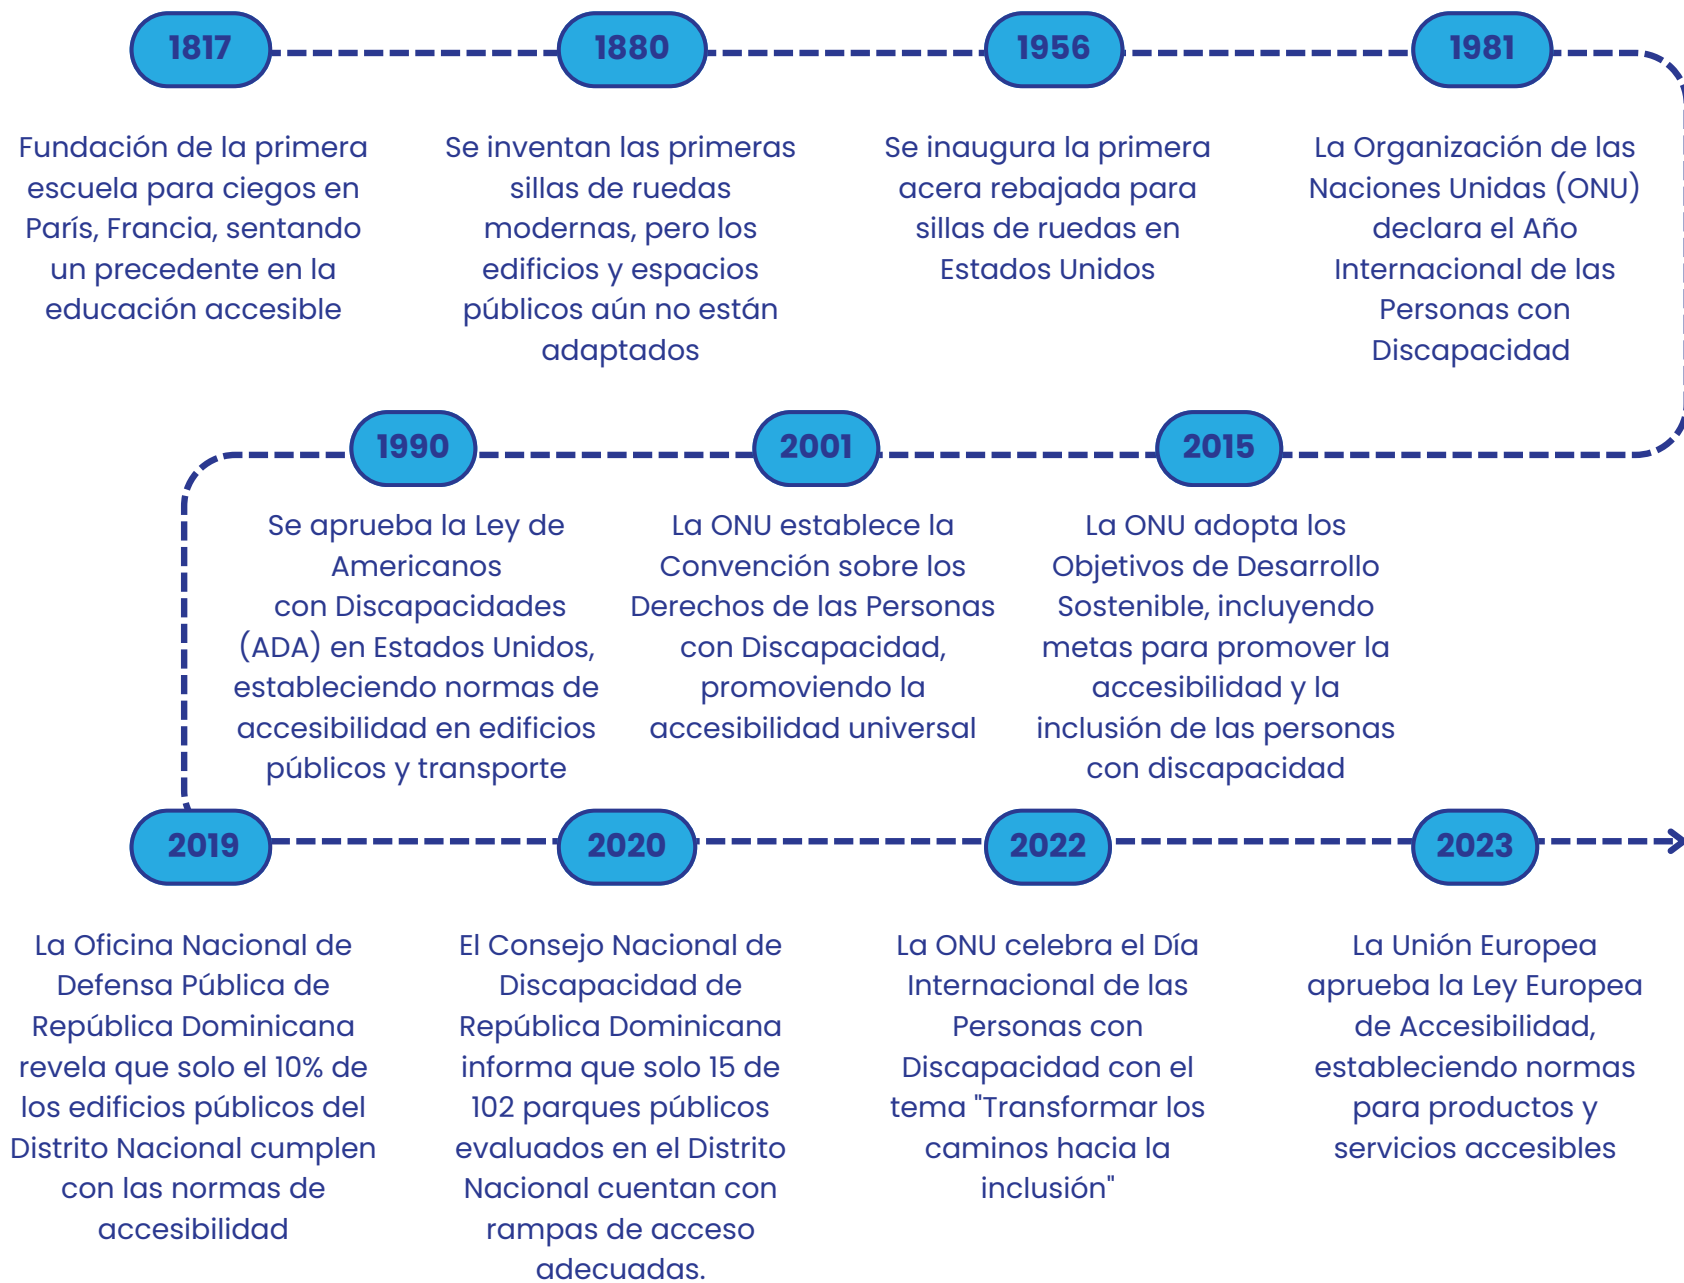 1817
Fundación de la primera
escuela para ciegos en
París, Francia, sentando
un precedente en la
educación accesible
1880
Se inventan las primeras
sillas de ruedas
modernas, pero los
edificios y espacios
públicos aún no están
adaptados
1956
Se inaugura la primera
acera rebajada para
sillas de ruedas en
Estados Unidos
1981
La Organización de las
Naciones Unidas (ONU)
declara el Año
Internacional de las
Personas con
Discapacidad
1990
Se aprueba la Ley de
Americanos
con Discapacidades
(ADA) en Estados Unidos,
estableciendo normas de
accesibilidad en edificios
públicos y transporte
2001
La ONU establece la
Convención sobre los
Derechos de las Personas
con Discapacidad,
promoviendo la
accesibilidad universal
2015
La ONU adopta los
Objetivos de Desarrollo
Sostenible, incluyendo
metas para promover la
accesibilidad y la
inclusión de las personas
con discapacidad
2019
La Oficina Nacional de
Defensa Pública de
República Dominicana
revela que solo el 10% de
los edificios públicos del
Distrito Nacional cumplen
con las normas de
accesibilidad
2020
El Consejo Nacional de
Discapacidad de
República Dominicana
informa que solo 15 de
102 parques públicos
evaluados en el Distrito
Nacional cuentan con
rampas de acceso
adecuadas.
2022
La ONU celebra el Día
Internacional de las
Personas con
Discapacidad con el
tema "Transformar los
caminos hacia la
inclusión"
2023
La Unión Europea
aprueba la Ley Europea
de Accesibilidad,
estableciendo normas
para productos y
servicios accesibles